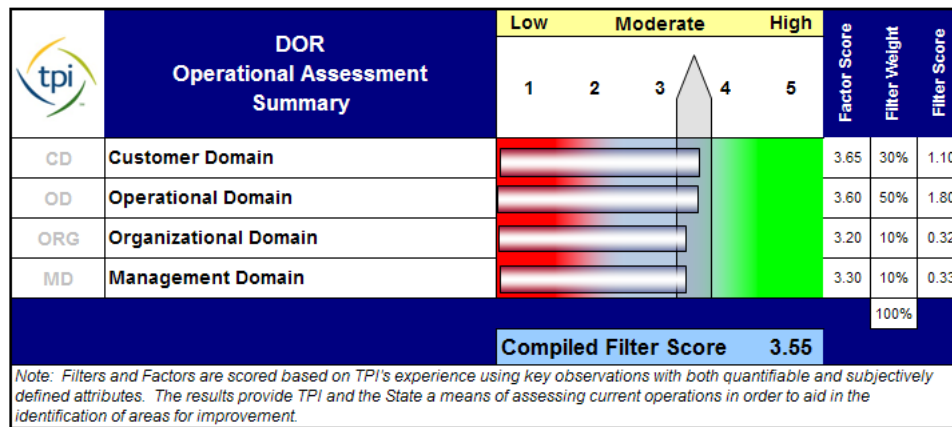 tpi
DOR
Operational Assessment
Summary
Low Moderate High
1 2 3 4 5
Factor Score
Filter Weight
Filter Score
CD Customer Domain 3.65 30% 1.10
OD Operational Domain 3.60 50% 1.80
ORG Organizational Domain 3.20 10% 0.32
MD Management Domain 3.30 10% 0.33
100%
Compiled Filter Score 3.55
Note: Filters and Factors are scored based on TPI's experience using key observations with both quantifiable and subjectively
defined attributes. The results provide TPI and the State a means of assessing current operations in order to aid in the
identification of areas for improvement.